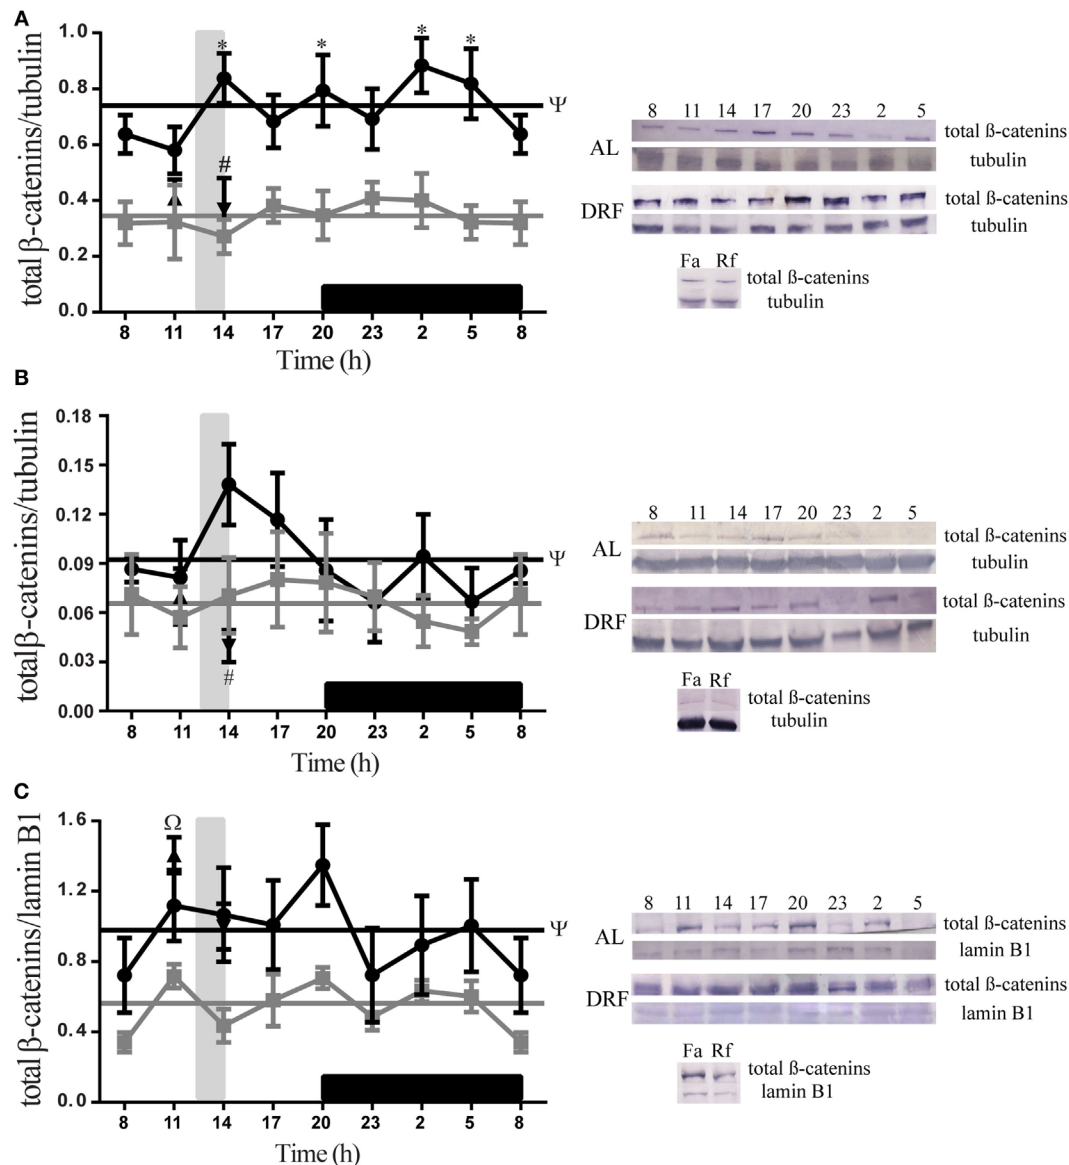 A
total β-catenins/tubulin
1.0
0.8
0.6
0.4
0.2
0.0
* * * *
#
Ψ
8 11 14 17 20 23 2 5 8
Time (h)
8 11 14 17 20 23 2 5
AL
total ß-catenins
tubulin
DRF
total ß-catenins
tubulin
Fa Rf
total ß-catenins
tubulin
B
totalβ-catenins/tubulin
0.18
0.15
0.12
0.09
0.06
0.03
0.00
Ψ
#
8 11 14 17 20 23 2 5 8
Time (h)
8 11 14 17 20 23 2 5
AL
total ß-catenins
tubulin
DRF
total ß-catenins
tubulin
Fa Rf
total ß-catenins
tubulin
C
total β-catenins/lamin B1
1.6
1.2
0.8
0.4
0.0
Ω
Ψ
8 11 14 17 20 23 2 5 8
Time (h)
8 11 14 17 20 23 2 5
AL
total ß-catenins
lamin B1
DRF
total ß-catenins
lamin B1
Fa Rf
total ß-catenins
lamin B1